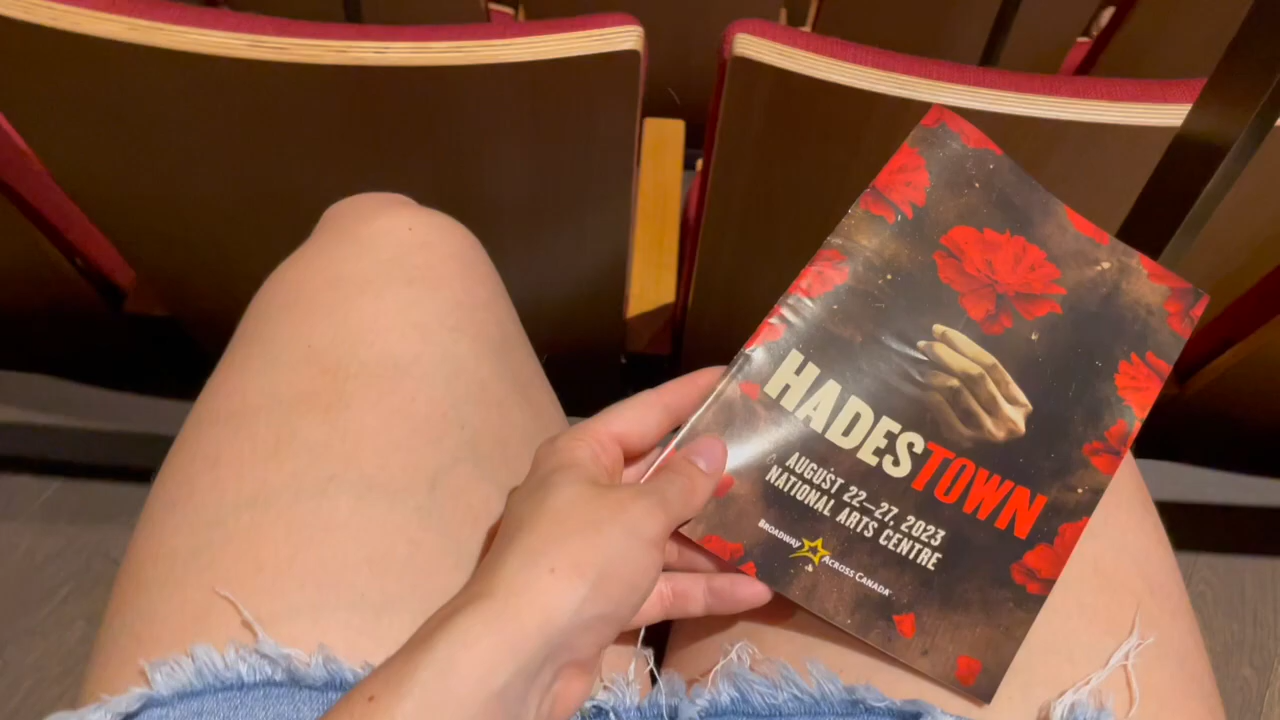 HADESTOWN
AUGUST 22–27, 2023
NATIONAL ARTS CENTRE
BROADWAY ACROSS CANADA